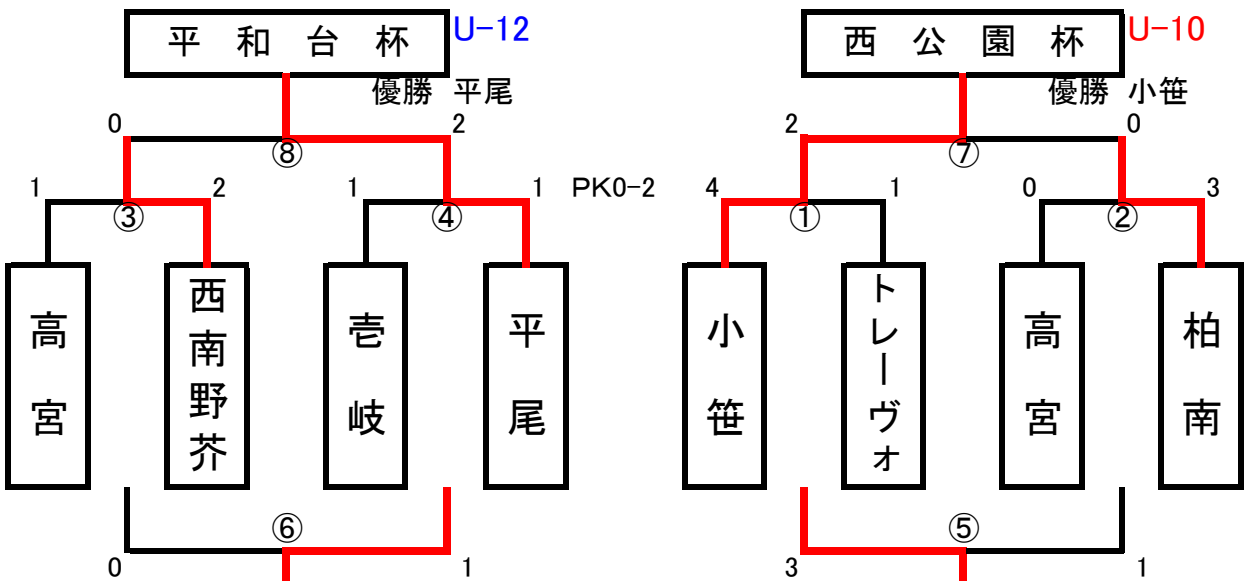 平和台杯 U-12
優勝 平尾
0 2
⑧
1 2 1 1 PK0-2
③ ④
高宮
西南野芥
壱岐
平尾
⑥
0 1
西公園杯 U-10
優勝 小笹
2 0
⑦
4 1 0 3
① ②
小笹
トレーヴォ
高宮
柏南
⑤
3 1